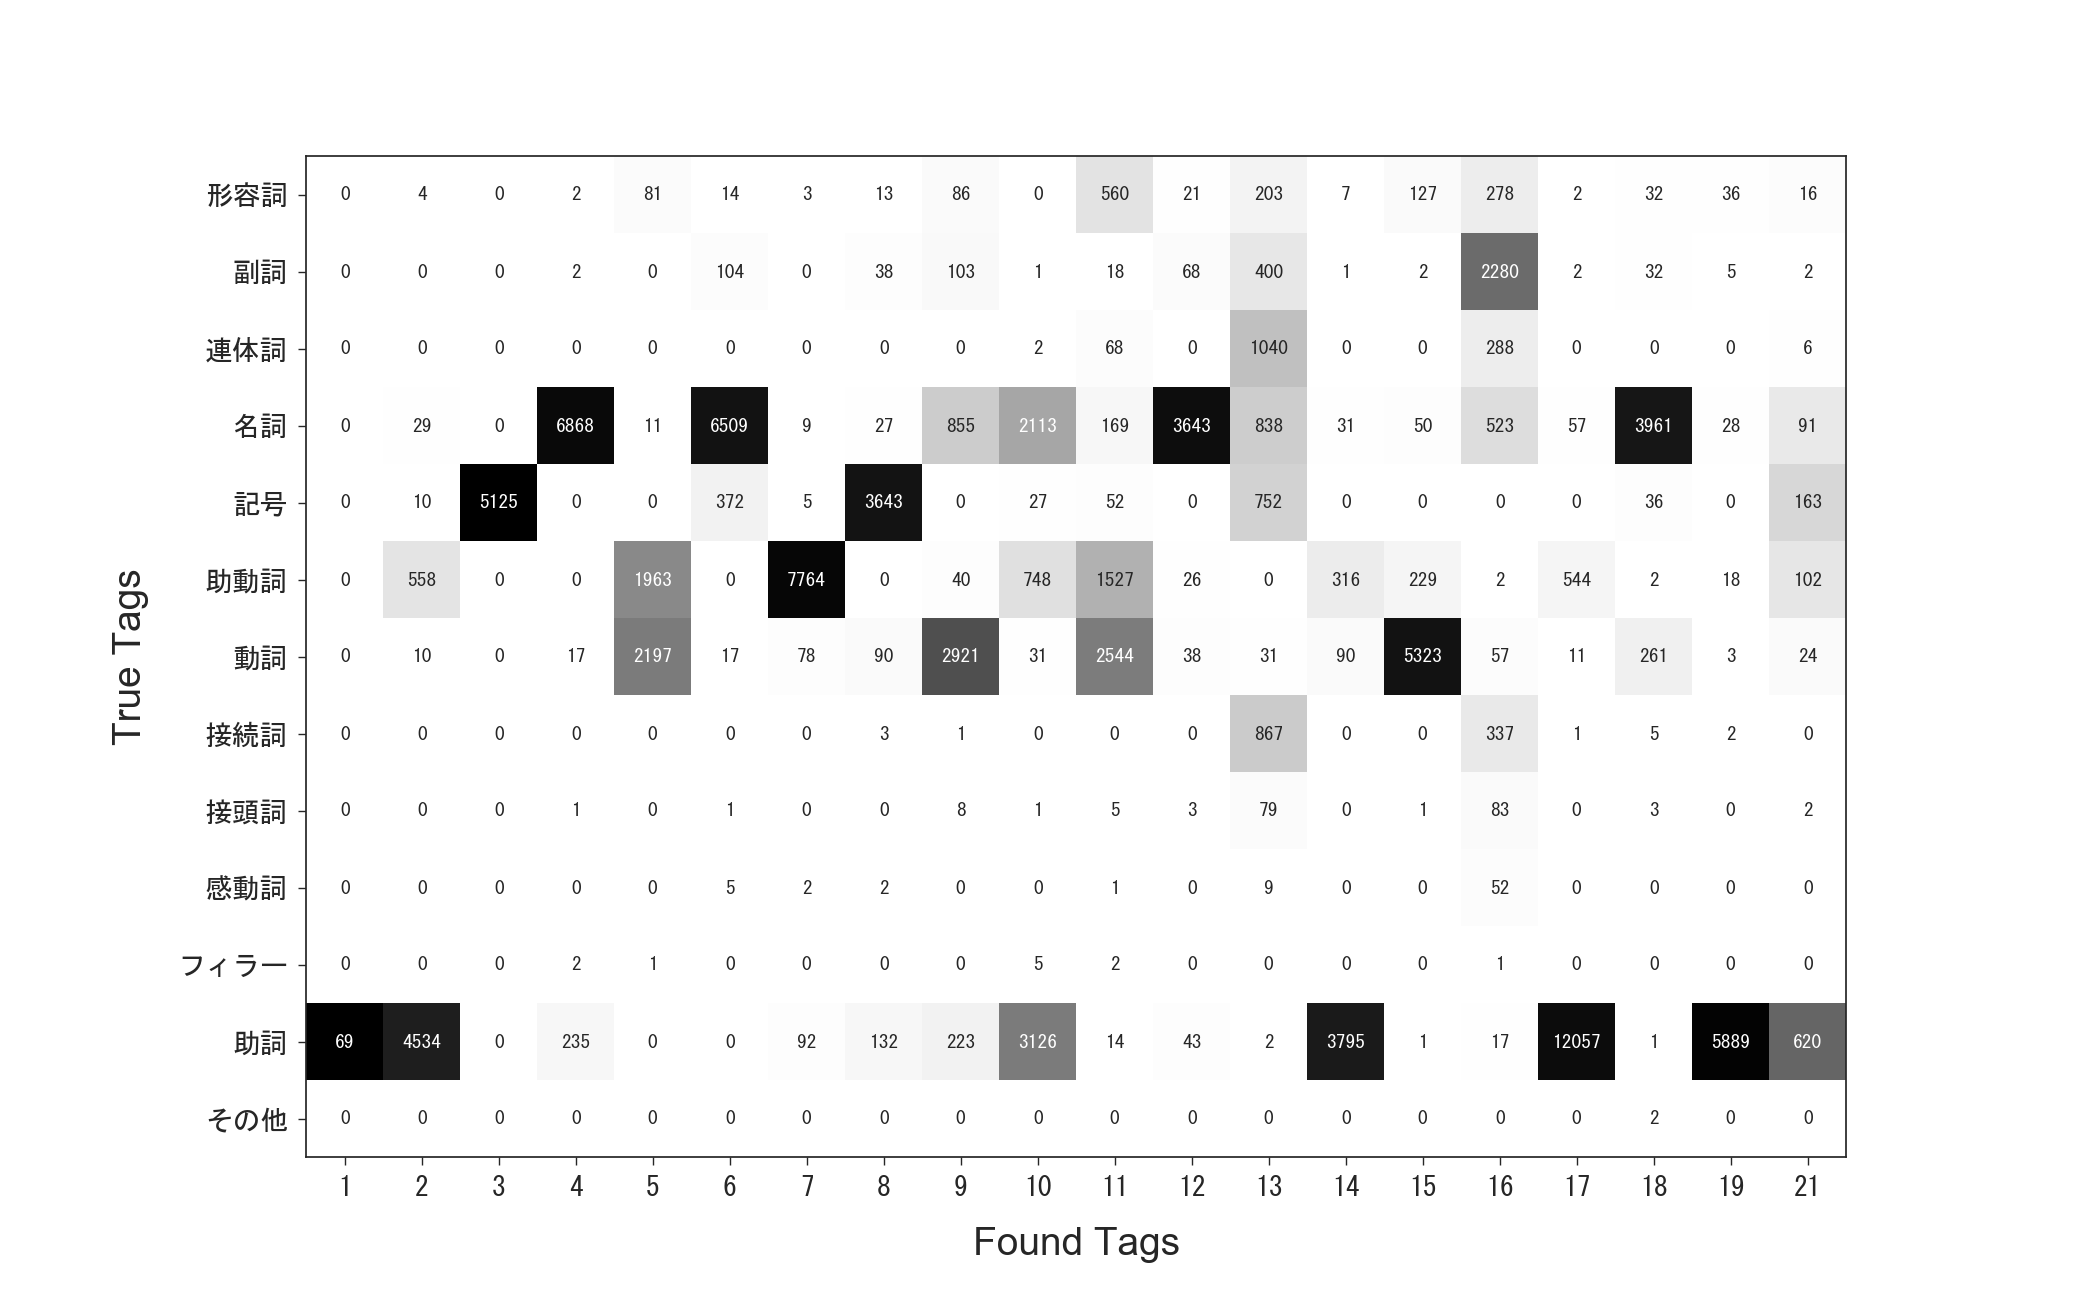 True Tags
形容詞 0 4 0 2 81 14 3 13 86 0 560 21 203 7 127 278 2 32 36 16
副詞 0 0 0 2 0 104 0 38 103 1 18 68 400 1 2 2280 2 32 5 2
連体詞 0 0 0 0 0 0 0 0 0 2 68 0 1040 0 0 288 0 0 0 6
名詞 0 29 0 6868 11 6509 9 27 855 2113 169 3643 838 31 50 523 57 3961 28 91
記号 0 10 5125 0 0 372 5 3643 0 27 52 0 752 0 0 0 0 36 0 163
助動詞 0 558 0 0 1963 0 7764 0 40 748 1527 26 0 316 229 2 544 2 18 102
動詞 0 10 0 17 2197 17 78 90 2921 31 2544 38 31 90 5323 57 11 261 3 24
接続詞 0 0 0 0 0 0 0 3 1 0 0 0 867 0 0 337 1 5 2 0
接頭詞 0 0 0 1 0 1 0 0 8 1 5 3 79 0 1 83 0 3 0 2
感動詞 0 0 0 0 0 5 2 2 0 0 1 0 9 0 0 52 0 0 0 0
フィラー 0 0 0 2 1 0 0 0 0 5 2 0 0 0 0 1 0 0 0 0
助詞 69 4534 0 235 0 0 92 132 223 3126 14 43 2 3795 1 17 12057 1 5889 620
その他 0 0 0 0 0 0 0 0 0 0 0 0 0 0 0 0 0 2 0 0
1 2 3 4 5 6 7 8 9 10 11 12 13 14 15 16 17 18 19 21
Found Tags